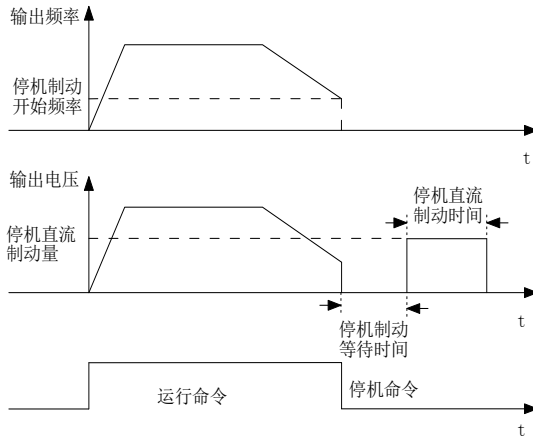 输出频率
停机制动
开始频率
t
输出电压
停机直流
制动时间
停机直流
制动量
t
停机制动
等待时间
运行命令
停机命令
t